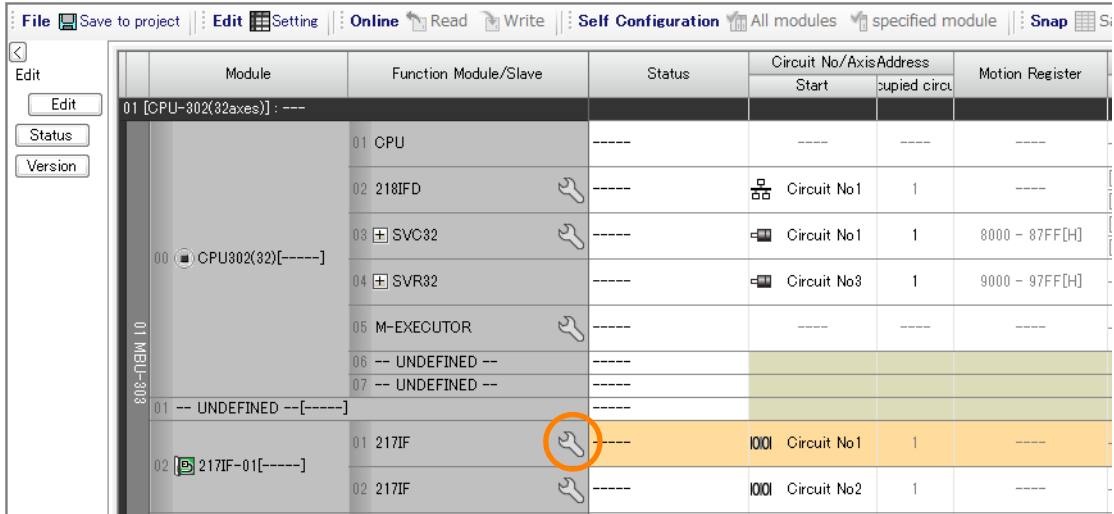 File Save to project Edit Setting Online Read Write Self Configuration All modules specified module Snap
Edit
Edit
Status
Version
Module Function Module/Slave Status Circuit No/AxisAddress Motion Register
Start cupied circu
01 [CPU-302(32axes)] : ---
01 MBU-303
00 CPU302(32)[-----]
01 CPU ----- ---- ---- ----
02 218IFD ----- Circuit No1 1 ----
03 + SVC32 ----- Circuit No1 1 8000 - 87FF[H]
04 + SVR32 ----- Circuit No3 1 9000 - 97FF[H]
05 M-EXECUTOR ----- ---- ---- ----
06 -- UNDEFINED -- -----
07 -- UNDEFINED -- -----
01 -- UNDEFINED --[-----] -----
02 217IF-01[-----]
01 217IF ----- Circuit No1 1 ----
02 217IF ----- Circuit No2 1 ----